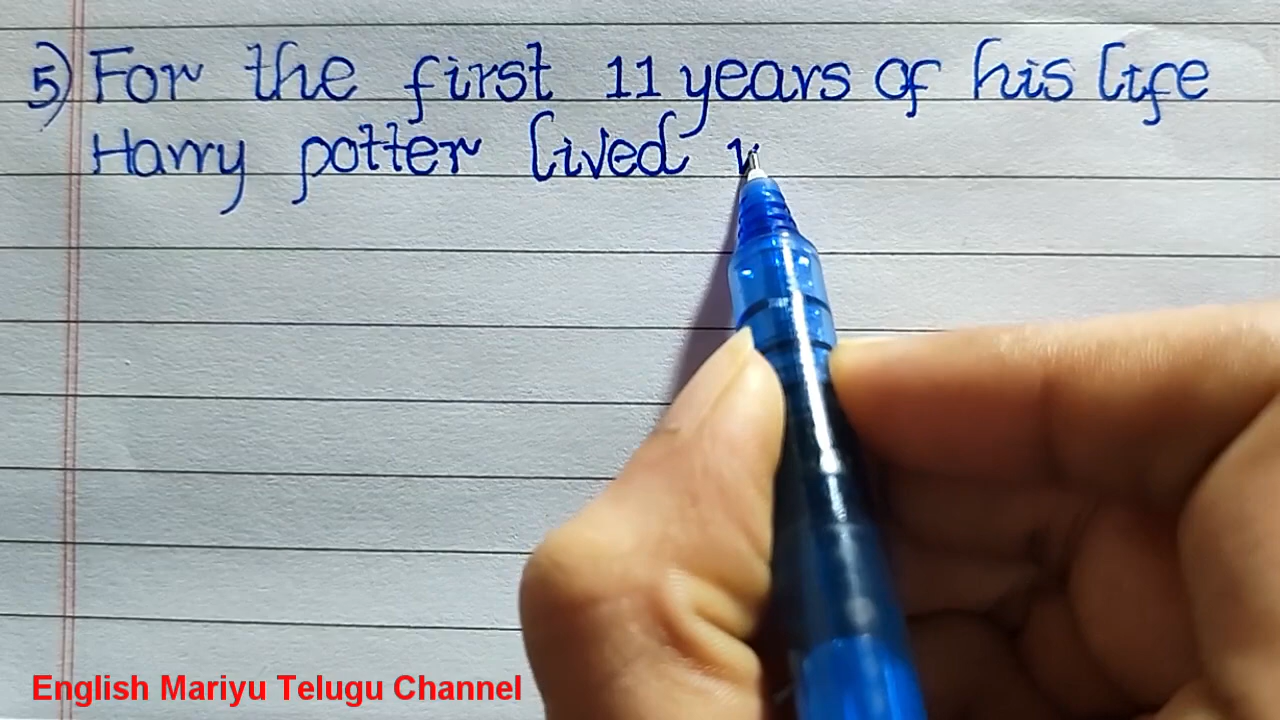 5) For the first 11 years of his life
Harry potter lived
English Mariyu Telugu Channel